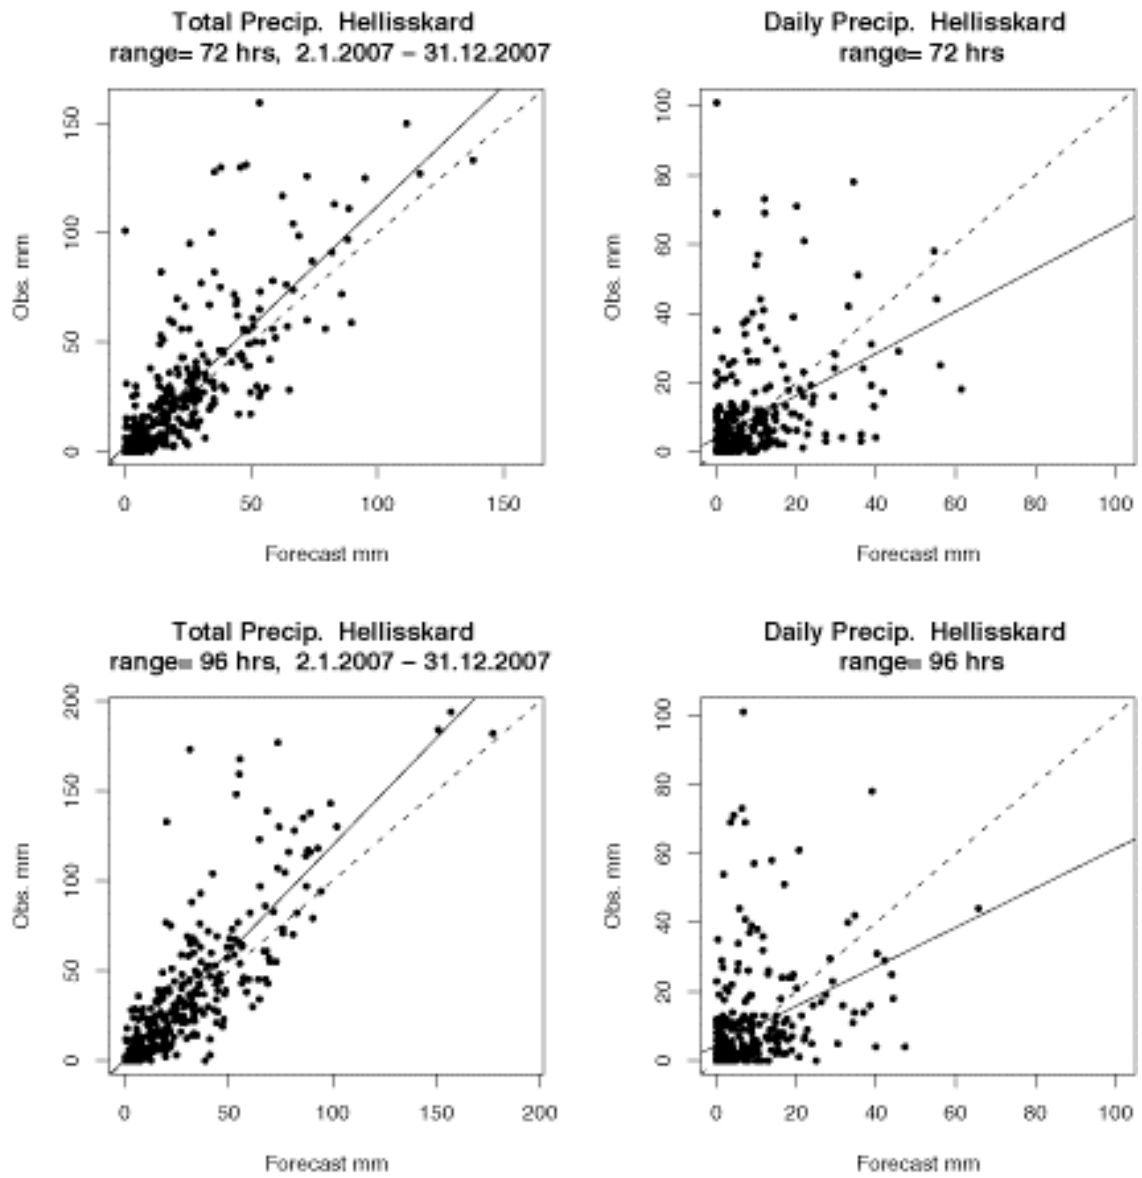 Total Precip. Hellisskard
range= 72 hrs, 2.1.2007 – 31.12.2007
150
100
50
0
Obs. mm
0 50 100 150
Forecast mm
Daily Precip. Hellisskard
range= 72 hrs
100
80
60
40
20
0
Obs. mm
0 20 40 60 80 100
Forecast mm
Total Precip. Hellisskard
range= 96 hrs, 2.1.2007 – 31.12.2007
200
150
100
50
0
Obs. mm
0 50 100 150 200
Forecast mm
Daily Precip. Hellisskard
range= 96 hrs
100
80
60
40
20
0
Obs. mm
0 20 40 60 80 100
Forecast mm